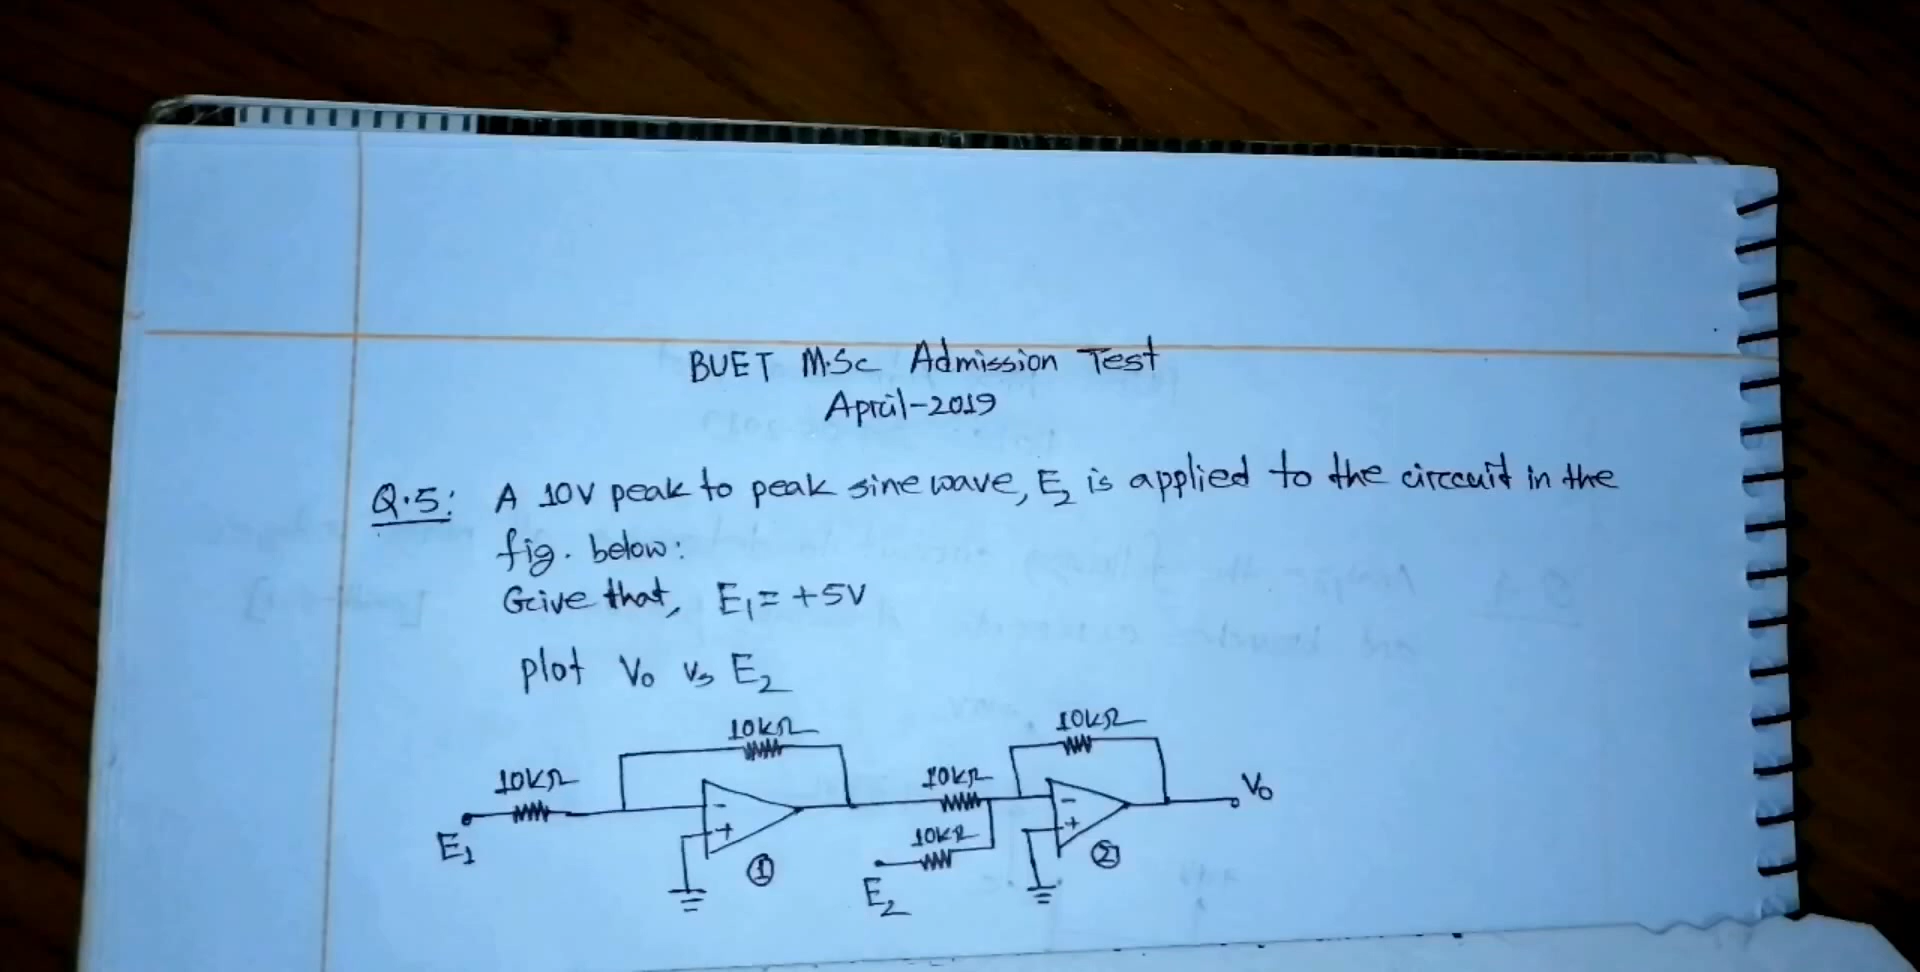 BUET M.Sc Admission Test
April-2019
Q.5: A 10V peak to peak sine wave, E₂ is applied to the circuit in the
fig. below:
Give that, E₁ = +5V
plot V₀ vs E₂
10KΩ 10KΩ
10KΩ 10KΩ
E₁ - + ① 10KΩ - + ② V₀
E₂